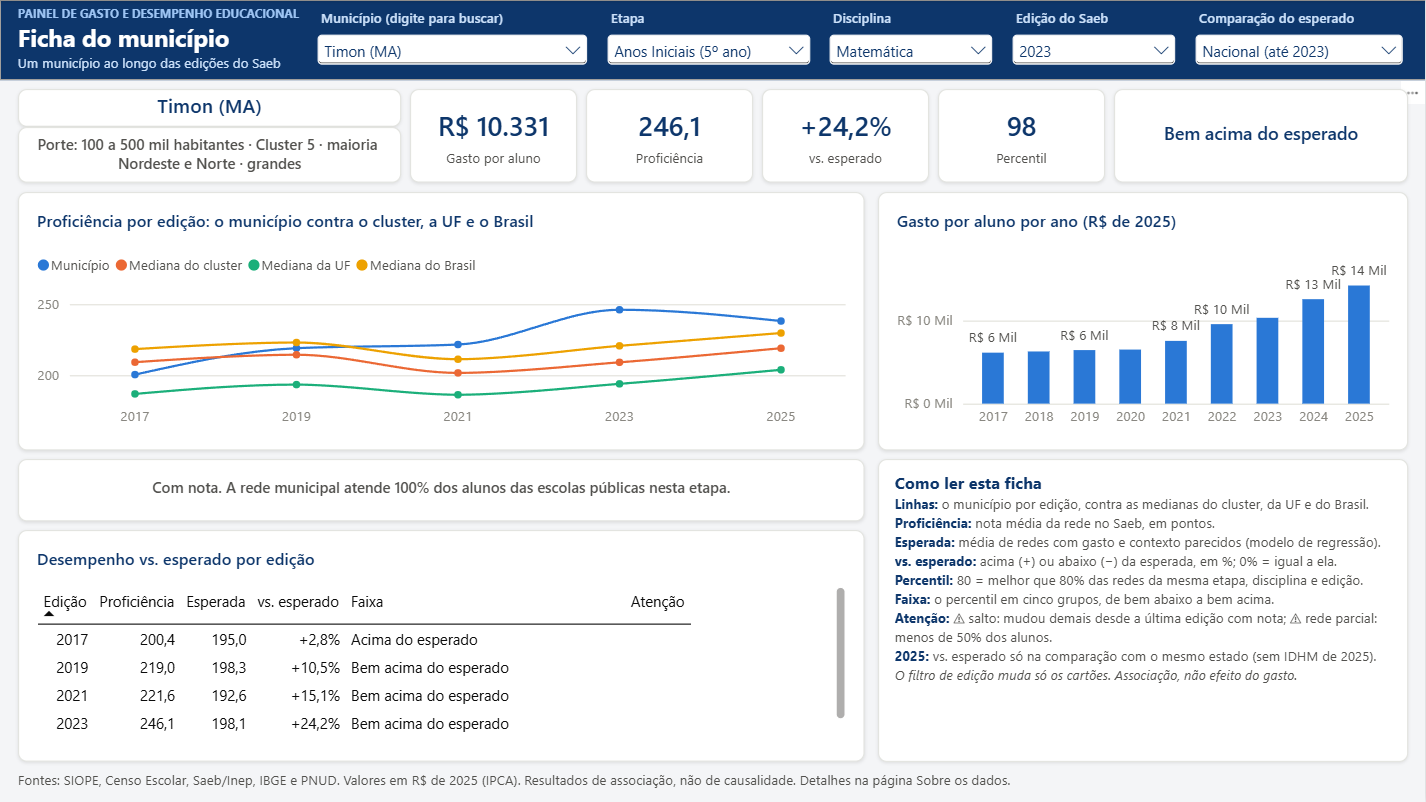 PAINEL DE GASTO E DESEMPENHO EDUCACIONAL
Ficha do município
Um município ao longo das edições do Saeb
Município (digite para buscar)
Timon (MA)
Etapa
Anos Iniciais (5º ano)
Disciplina
Matemática
Edição do Saeb
2023
Comparação do esperado
Nacional (até 2023)
Timon (MA)
Porte: 100 a 500 mil habitantes · Cluster 5 · maioria
Nordeste e Norte · grandes
R$ 10.331
Gasto por aluno
246,1
Proficiência
+24,2%
vs. esperado
98
Percentil
Bem acima do esperado
Proficiência por edição: o município contra o cluster, a UF e o Brasil
Município Mediana do cluster Mediana da UF Mediana do Brasil
250
200
2017 2019 2021 2023 2025
Gasto por aluno por ano (R$ de 2025)
R$ 14 Mil
R$ 13 Mil
R$ 10 Mil
R$ 8 Mil
R$ 6 Mil
R$ 6 Mil
R$ 10 Mil
R$ 0 Mil
2017 2018 2019 2020 2021 2022 2023 2024 2025
Com nota. A rede municipal atende 100% dos alunos das escolas públicas nesta etapa.
Desempenho vs. esperado por edição
Edição Proficiência Esperada vs. esperado Faixa Atenção
2017 200,4 195,0 +2,8% Acima do esperado
2019 219,0 198,3 +10,5% Bem acima do esperado
2021 221,6 192,6 +15,1% Bem acima do esperado
2023 246,1 198,1 +24,2% Bem acima do esperado
Como ler esta ficha
Linhas: o município por edição, contra as medianas do cluster, da UF e do Brasil.
Proficiência: nota média da rede no Saeb, em pontos.
Esperada: média de redes com gasto e contexto parecidos (modelo de regressão).
vs. esperado: acima (+) ou abaixo (−) da esperada, em %; 0% = igual a ela.
Percentil: 80 = melhor que 80% das redes da mesma etapa, disciplina e edição.
Faixa: o percentil em cinco grupos, de bem abaixo a bem acima.
Atenção: ⚠ salto: mudou demais desde a última edição com nota; ⚠ rede parcial:
menos de 50% dos alunos.
2025: vs. esperado só na comparação com o mesmo estado (sem IDHM de 2025).
O filtro de edição muda só os cartões. Associação, não efeito do gasto.
Fontes: SIOPE, Censo Escolar, Saeb/Inep, IBGE e PNUD. Valores em R$ de 2025 (IPCA). Resultados de associação, não de causalidade. Detalhes na página Sobre os dados.